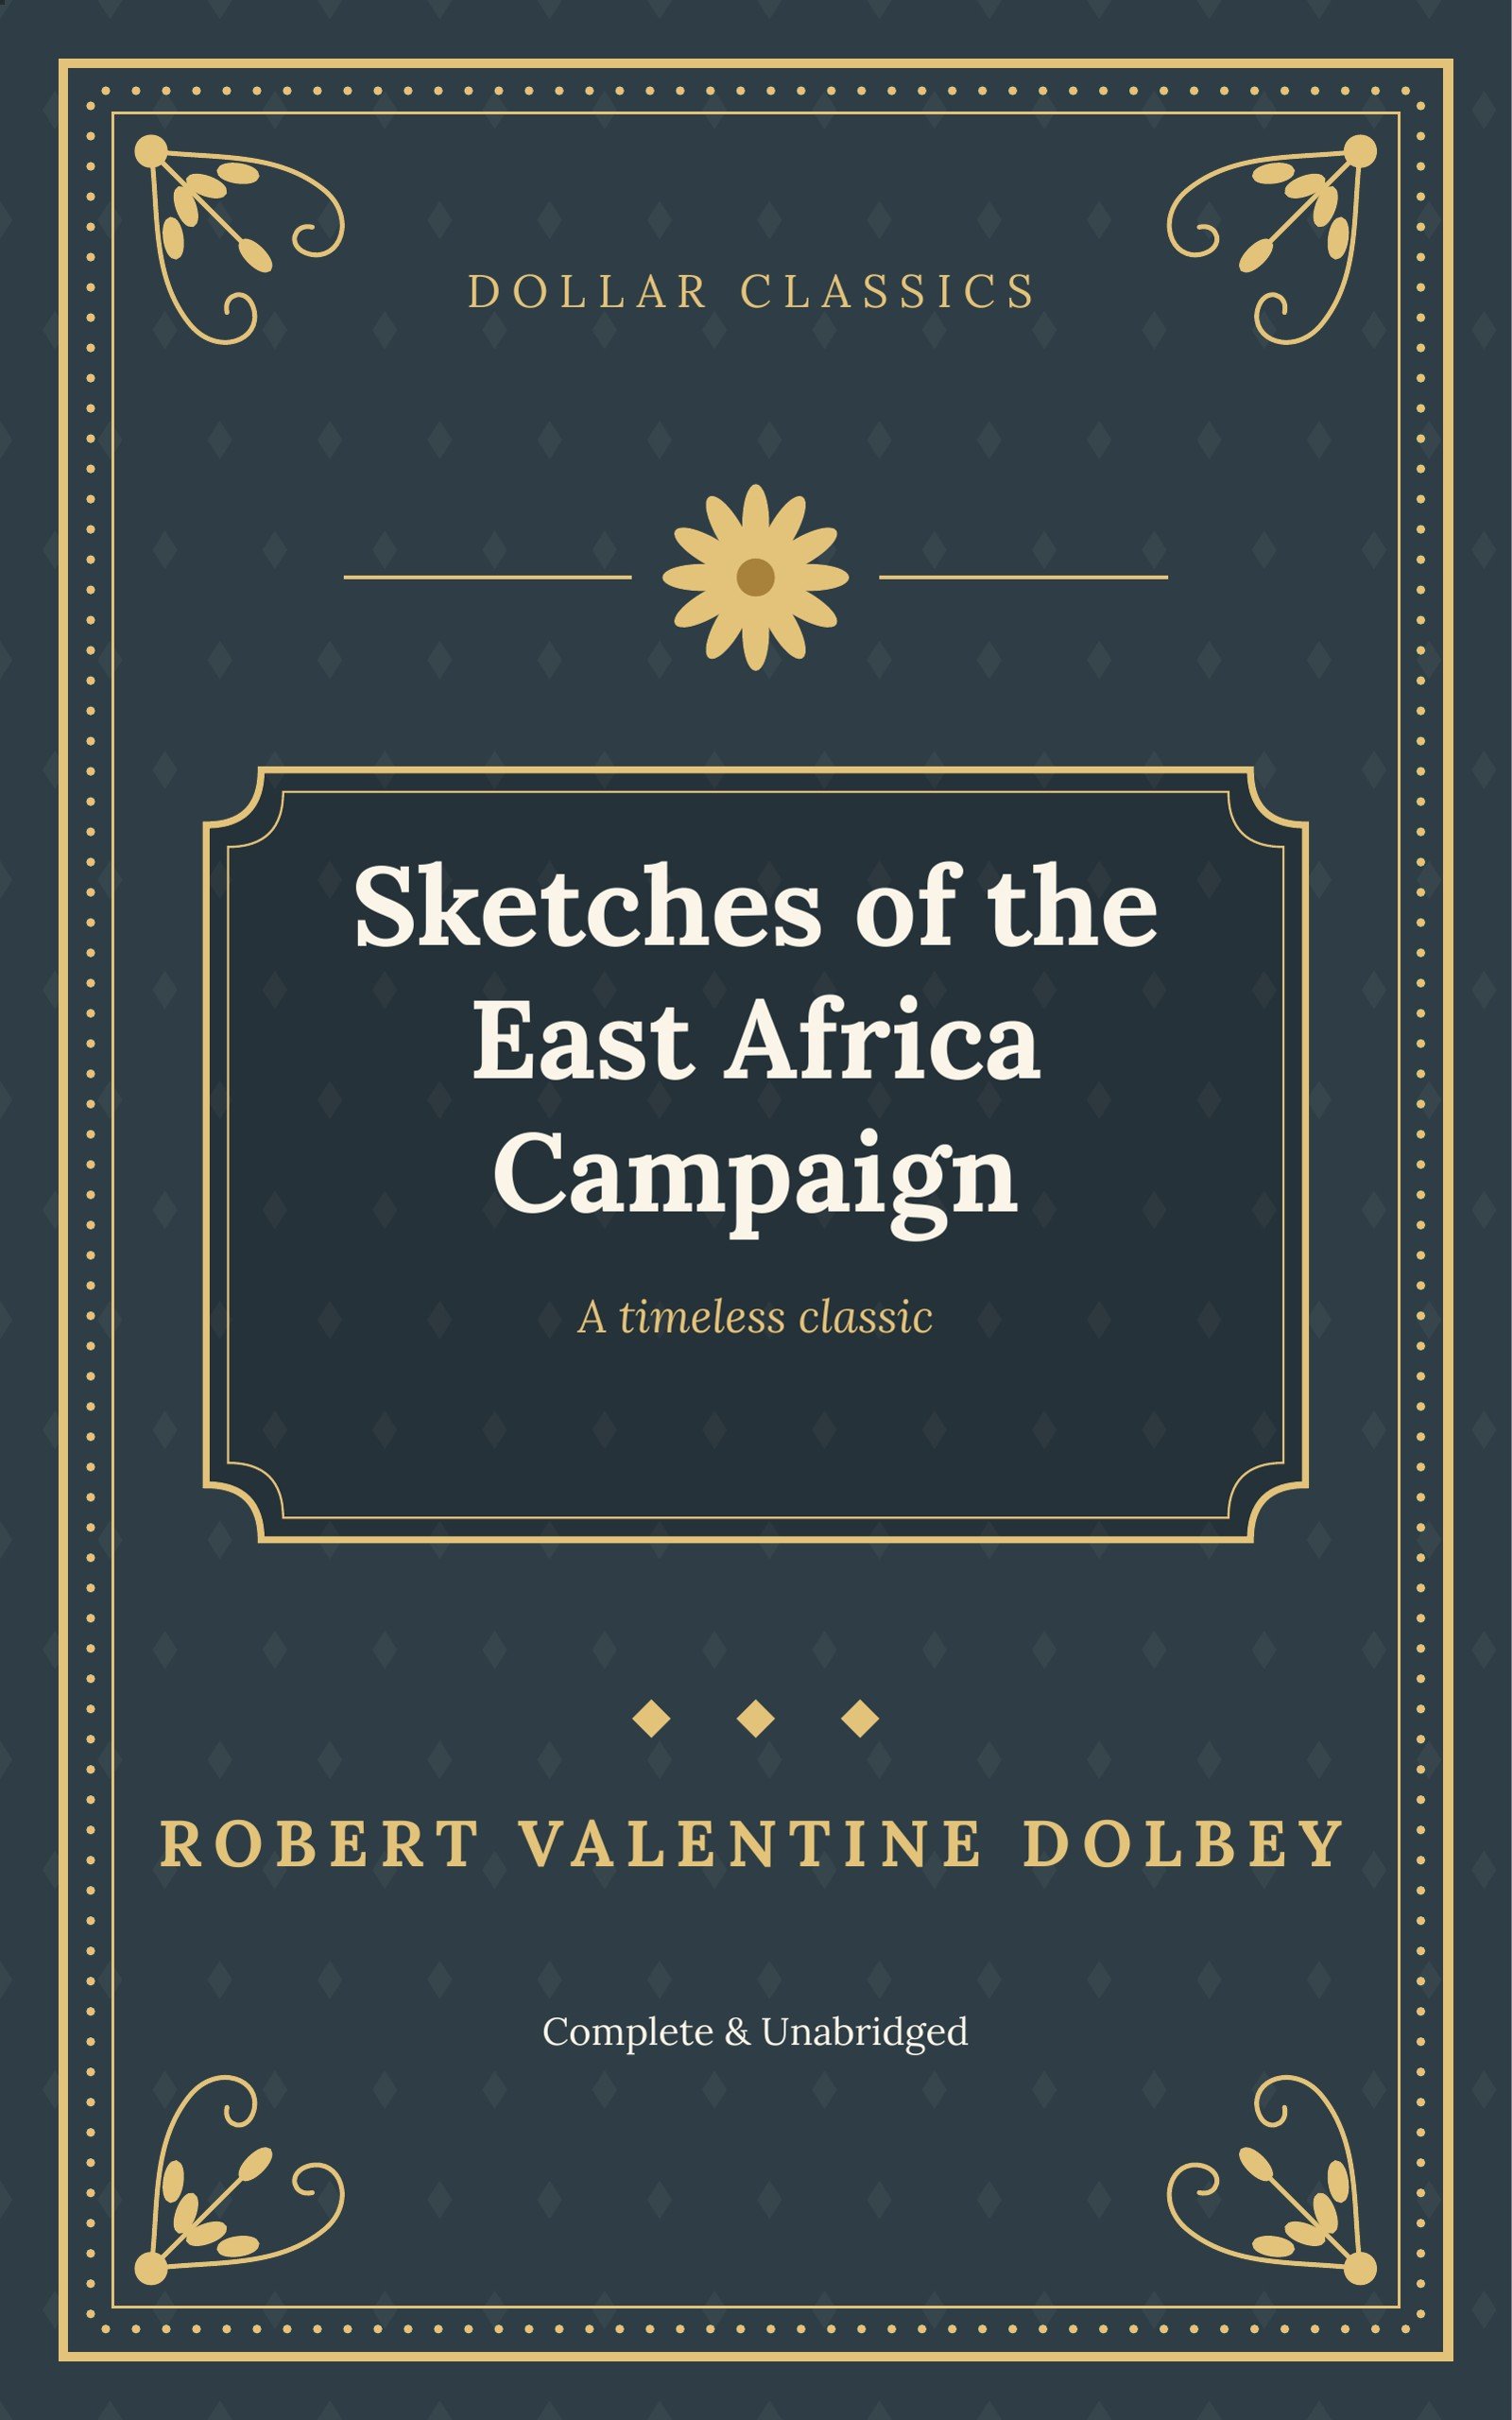 DOLLAR CLASSICS
Sketches of the
East Africa
Campaign
A timeless classic
ROBERT VALENTINE DOLBEY
Complete & Unabridged